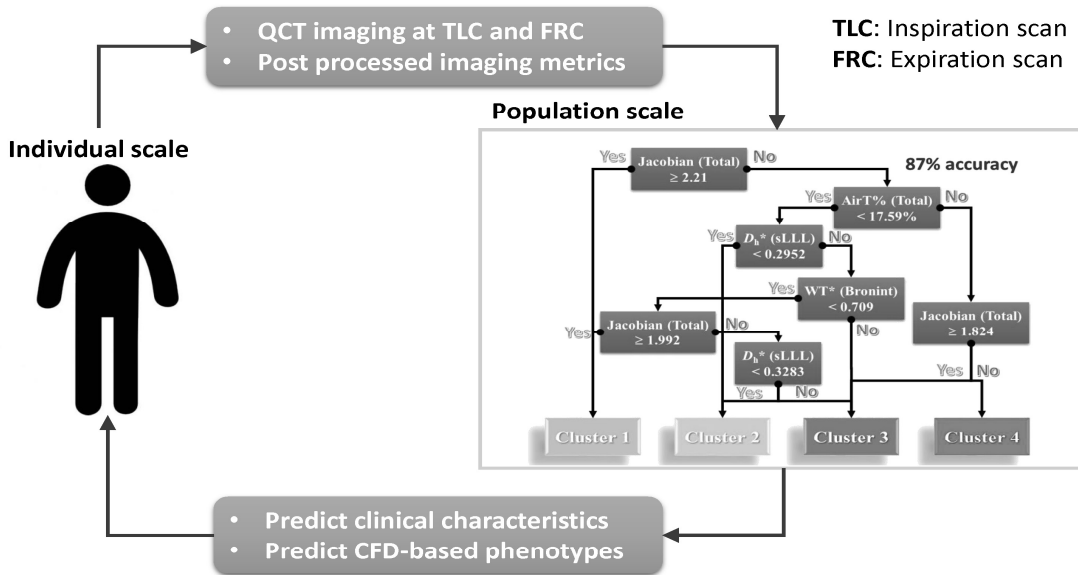 • QCT imaging at TLC and FRC
• Post processed imaging metrics
TLC: Inspiration scan
FRC: Expiration scan
Population scale
Individual scale
Yes
Jacobian (Total)
≥ 2.21
No
87% accuracy
Yes
AirT% (Total)
< 17.59%
No
Yes
Dh* (sLLL)
< 0.2952
No
Yes
WT* (Bronint)
< 0.709
No
Yes
Jacobian (Total)
≥ 1.992
No
Jacobian (Total)
≥ 1.824
Yes
No
Dh* (sLLL)
< 0.3283
Yes
No
Cluster 1
Cluster 2
Cluster 3
Cluster 4
• Predict clinical characteristics
• Predict CFD-based phenotypes